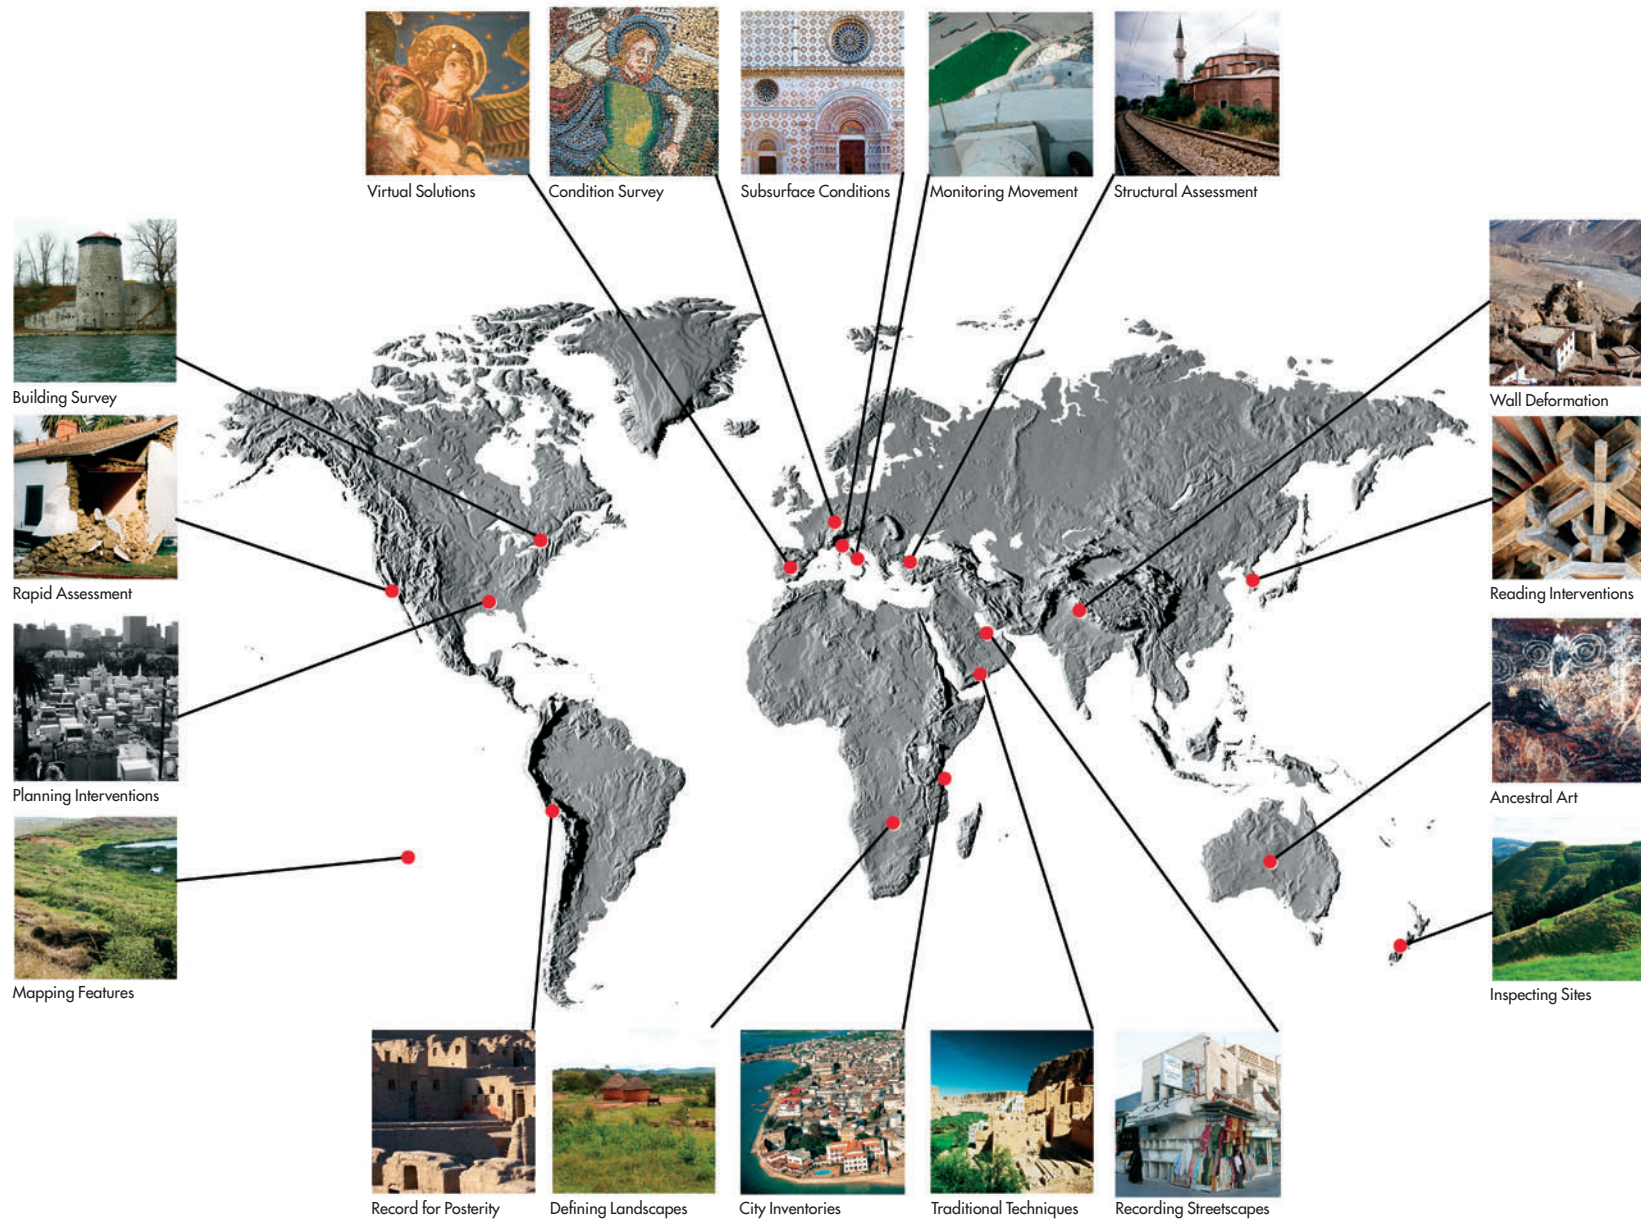 Virtual Solutions
Condition Survey
Subsurface Conditions
Monitoring Movement
Structural Assessment
Building Survey
Wall Deformation
Rapid Assessment
Reading Interventions
Planning Interventions
Ancestral Art
Mapping Features
Inspecting Sites
Record for Posterity
Defining Landscapes
City Inventories
Traditional Techniques
Recording Streetscapes